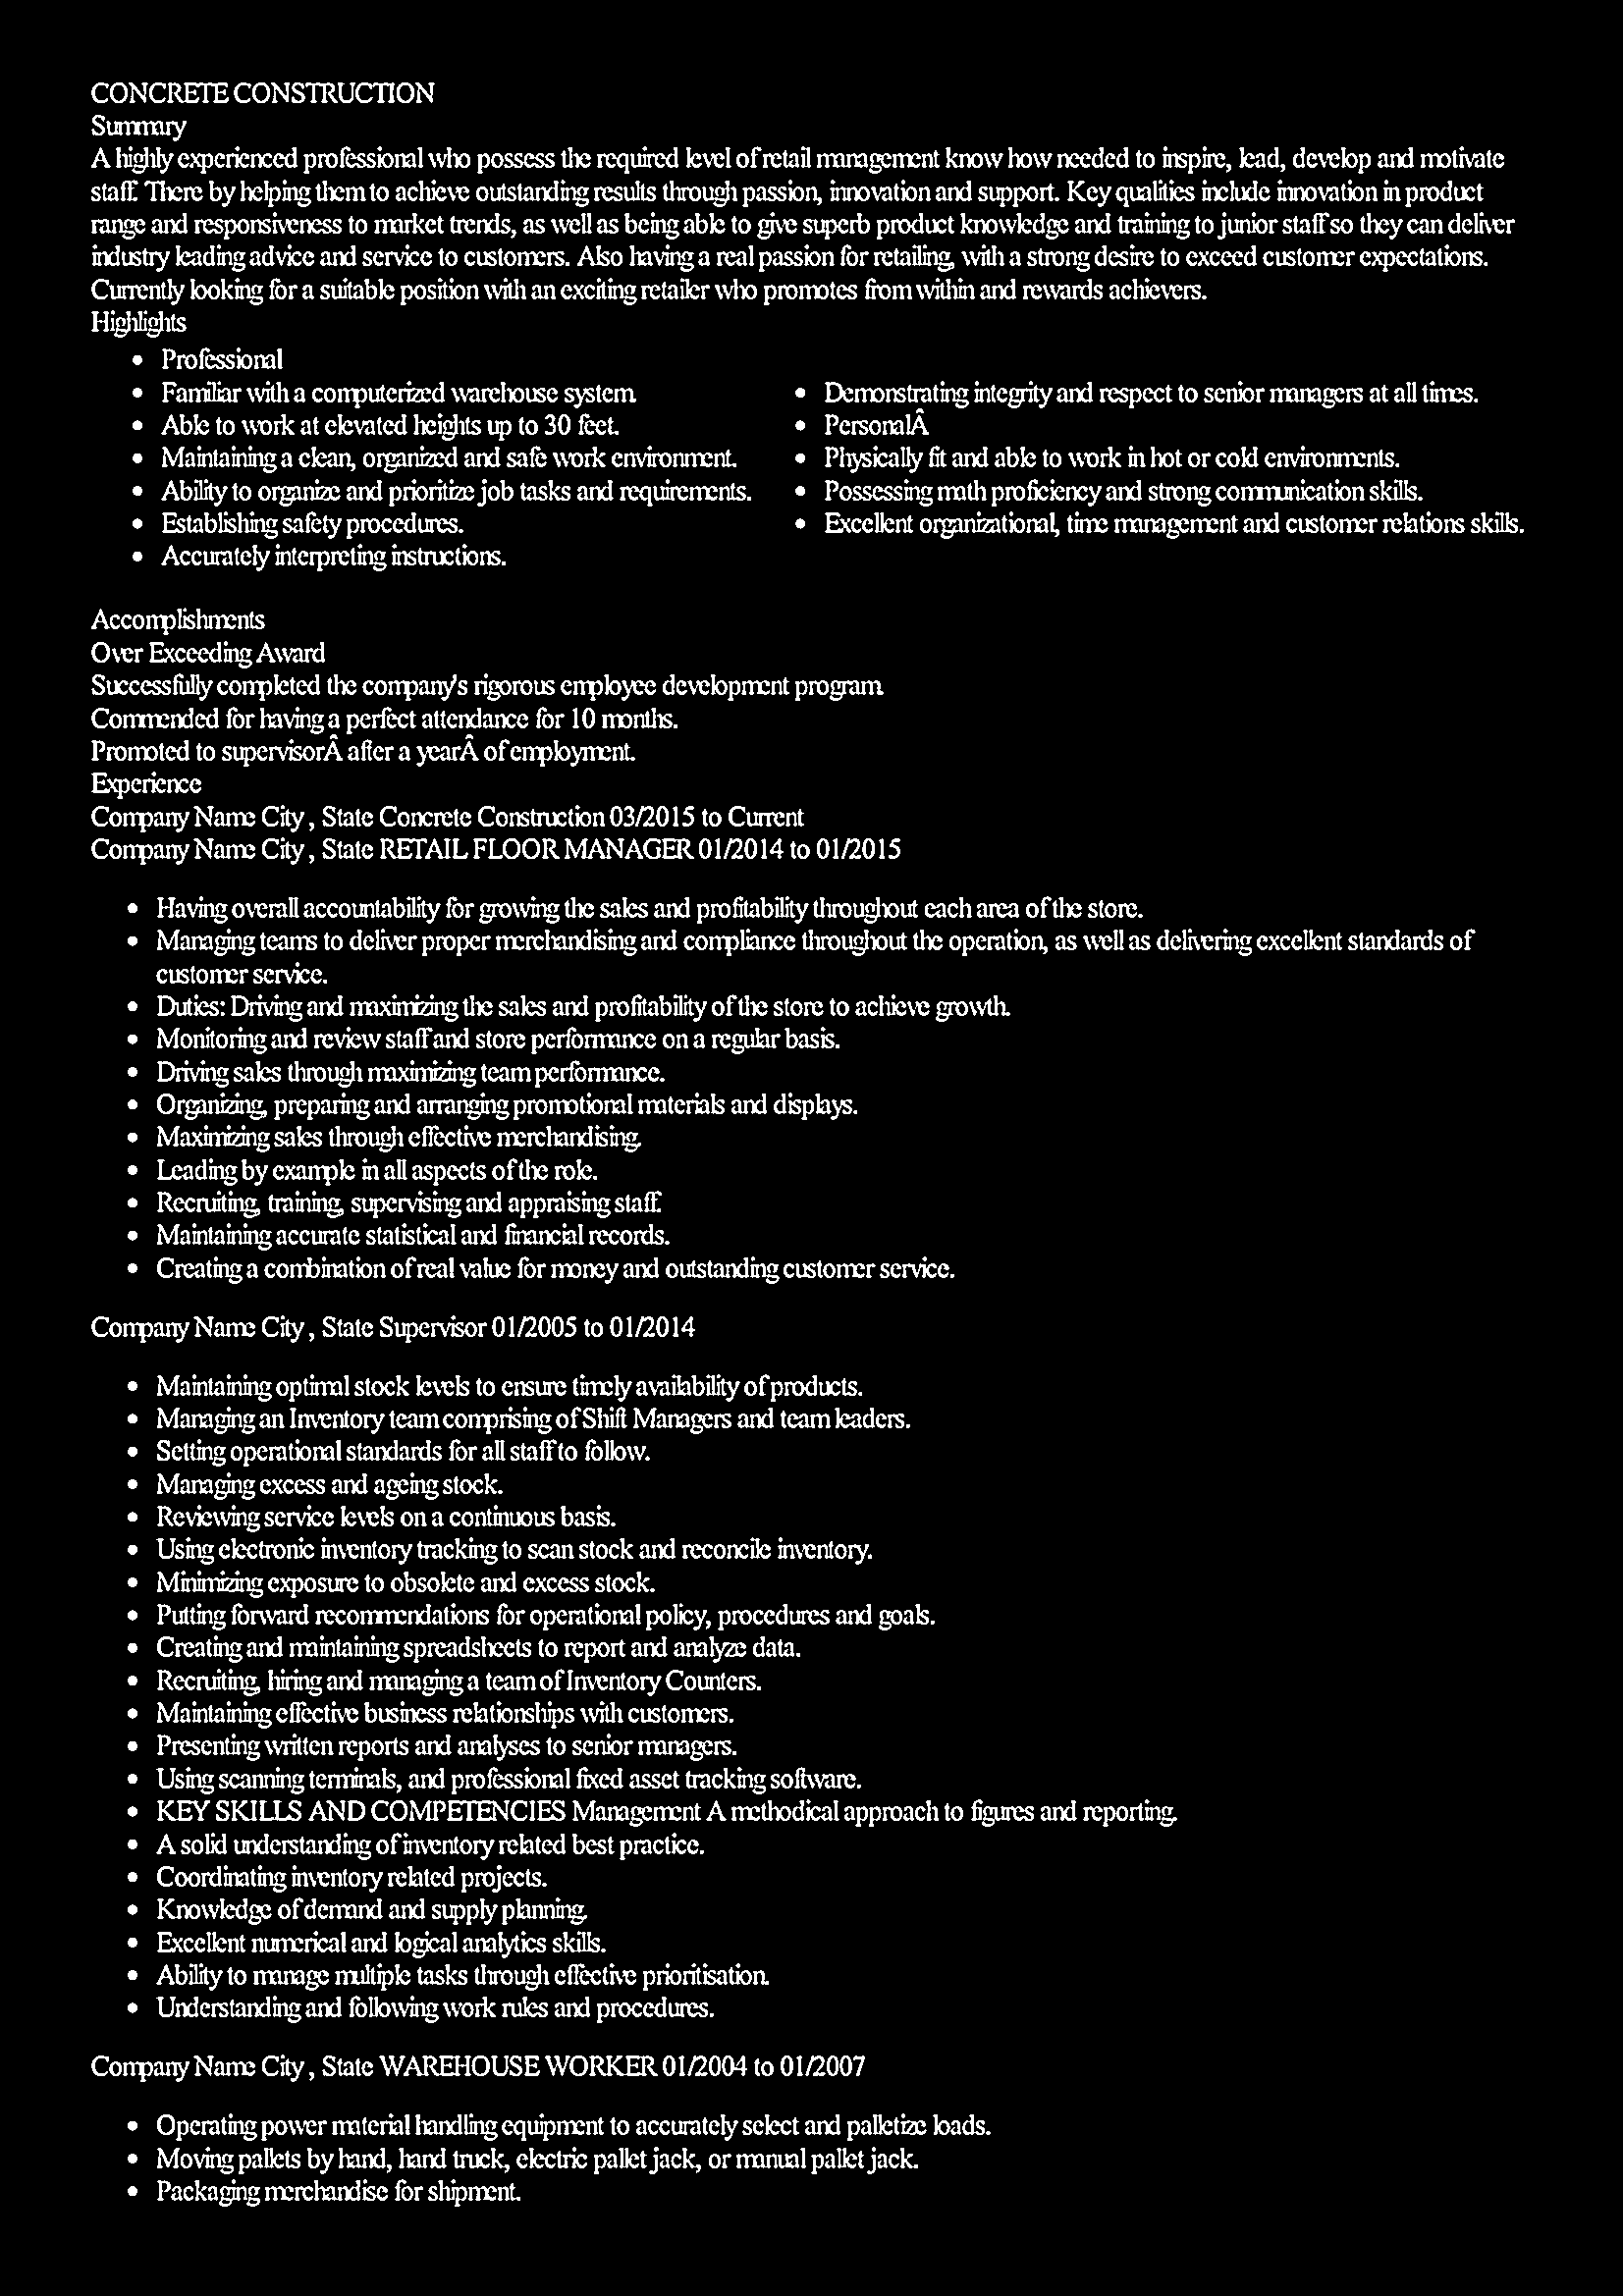 CONCRETE CONSTRUCTION
Summary
A highly experienced professional who possess the required level of retail management know how needed to inspire, lead, develop and motivate
staff. There by helping them to achieve outstanding results through passion, innovation and support. Key qualities include innovation in product
range and responsiveness to market trends, as well as being able to give superb product knowledge and training to junior staff so they can deliver
industry leading advice and service to customers. Also having a real passion for retailing, with a strong desire to exceed customer expectations.
Currently looking for a suitable position with an exciting retailer who promotes from within and rewards achievers.
Highlights
• Professional
• Familiar with a computerized warehouse system.
• Able to work at elevated heights up to 30 feet.
• Maintaining a clean, organized and safe work environment.
• Ability to organize and prioritize job tasks and requirements.
• Establishing safety procedures.
• Accurately interpreting instructions.
• Demonstrating integrity and respect to senior managers at all times.
• PersonalÂ
• Physically fit and able to work in hot or cold environments.
• Possessing math proficiency and strong communication skills.
• Excellent organizational, time management and customer relations skills.
Accomplishments
Over Exceeding Award
Successfully completed the company's rigorous employee development program.
Commended for having a perfect attendance for 10 months.
Promoted to supervisorÂ after a yearÂ of employment.
Experience
Company Name City , State Concrete Construction 03/2015 to Current
Company Name City , State RETAIL FLOOR MANAGER 01/2014 to 01/2015
• Having overall accountability for growing the sales and profitability throughout each area of the store.
• Managing teams to deliver proper merchandising and compliance throughout the operation, as well as delivering excellent standards of
customer service.
• Duties: Driving and maximizing the sales and profitability of the store to achieve growth.
• Monitoring and review staff and store performance on a regular basis.
• Driving sales through maximizing team performance.
• Organizing, preparing and arranging promotional materials and displays.
• Maximizing sales through effective merchandising.
• Leading by example in all aspects of the role.
• Recruiting, training, supervising and appraising staff.
• Maintaining accurate statistical and financial records.
• Creating a combination of real value for money and outstanding customer service.
Company Name City , State Supervisor 01/2005 to 01/2014
• Maintaining optimal stock levels to ensure timely availability of products.
• Managing an Inventory team comprising of Shift Managers and team leaders.
• Setting operational standards for all staff to follow.
• Managing excess and ageing stock.
• Reviewing service levels on a continuous basis.
• Using electronic inventory tracking to scan stock and reconcile inventory.
• Minimizing exposure to obsolete and excess stock.
• Putting forward recommendations for operational policy, procedures and goals.
• Creating and maintaining spreadsheets to report and analyze data.
• Recruiting, hiring and managing a team of Inventory Counters.
• Maintaining effective business relationships with customers.
• Presenting written reports and analyses to senior managers.
• Using scanning terminals, and professional fixed asset tracking software.
• KEY SKILLS AND COMPETENCIES Management A methodical approach to figures and reporting.
• A solid understanding of inventory related best practice.
• Coordinating inventory related projects.
• Knowledge of demand and supply planning.
• Excellent numerical and logical analytics skills.
• Ability to manage multiple tasks through effective prioritisation.
• Understanding and following work rules and procedures.
Company Name City , State WAREHOUSE WORKER 01/2004 to 01/2007
• Operating power material handling equipment to accurately select and palletize loads.
• Moving pallets by hand, hand truck, electric pallet jack, or manual pallet jack.
• Packaging merchandise for shipment.